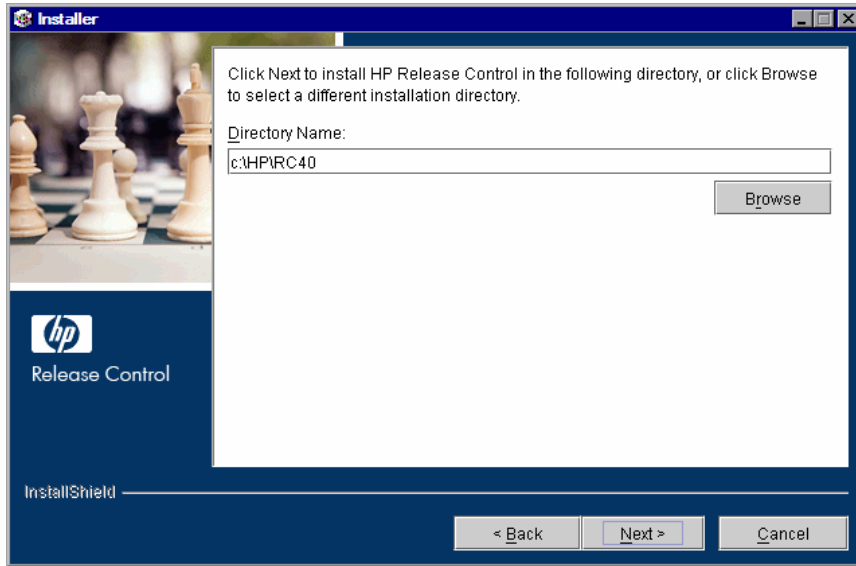 Installer
Click Next to install HP Release Control in the following directory, or click Browse
to select a different installation directory.
Directory Name:
c:\HP\RC40
Browse
hp
Release Control
InstallShield
< Back
Next >
Cancel